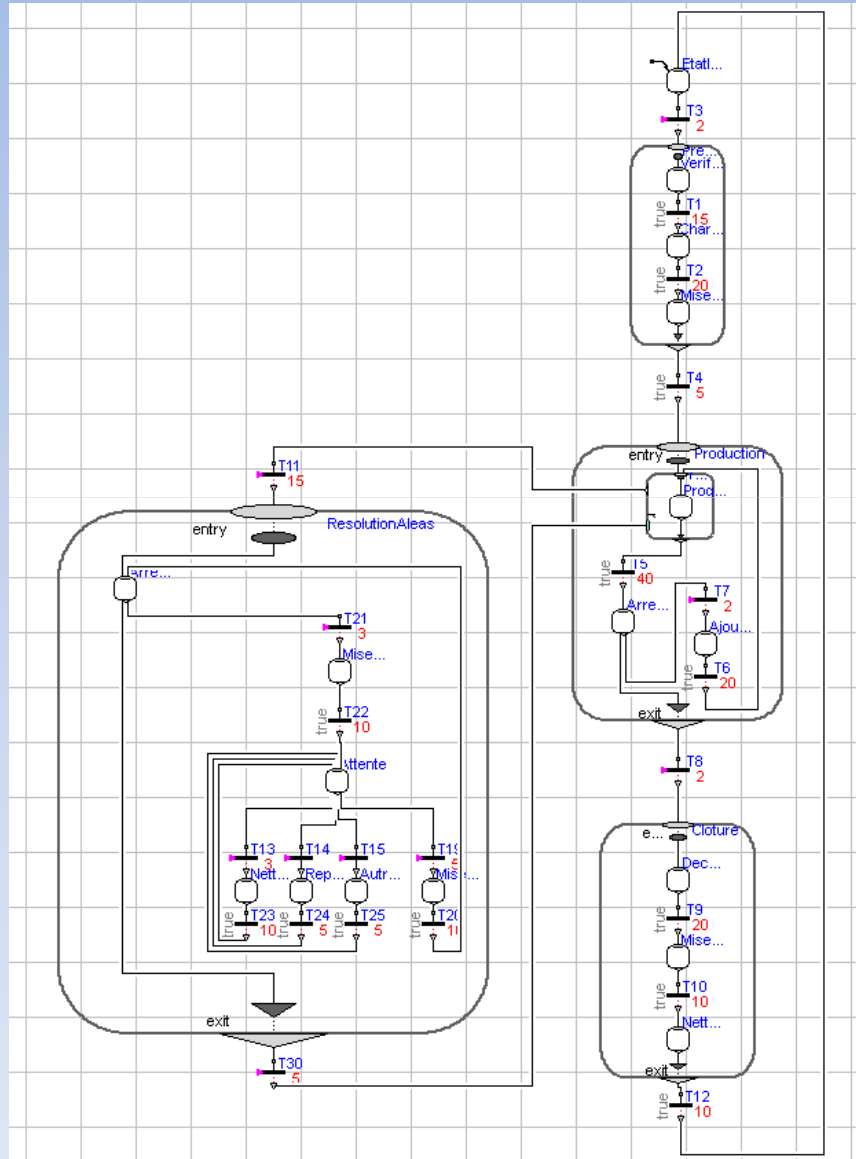 EtatI...
T3
2
Pre...
Verif...
true
T1
15
Char...
true
T2
20
Mise...
true
T4
5
entry
Production
Prod...
true
T5
40
Arre...
T7
2
Ajou...
true
T6
20
exit
T8
2
e...
Cloture
Dec...
true
T9
20
Mise...
true
T10
10
Nett...
exit
true
T12
10
T11
15
entry
ResolutionAleas
Arre...
T21
3
Mise...
true
T22
10
Attente
T13
3
T14
T15
T19
5
Nett...
Rep...
Autr...
Mise...
true
T23
10
true
T24
5
true
T25
5
true
T20
exit
T30
5